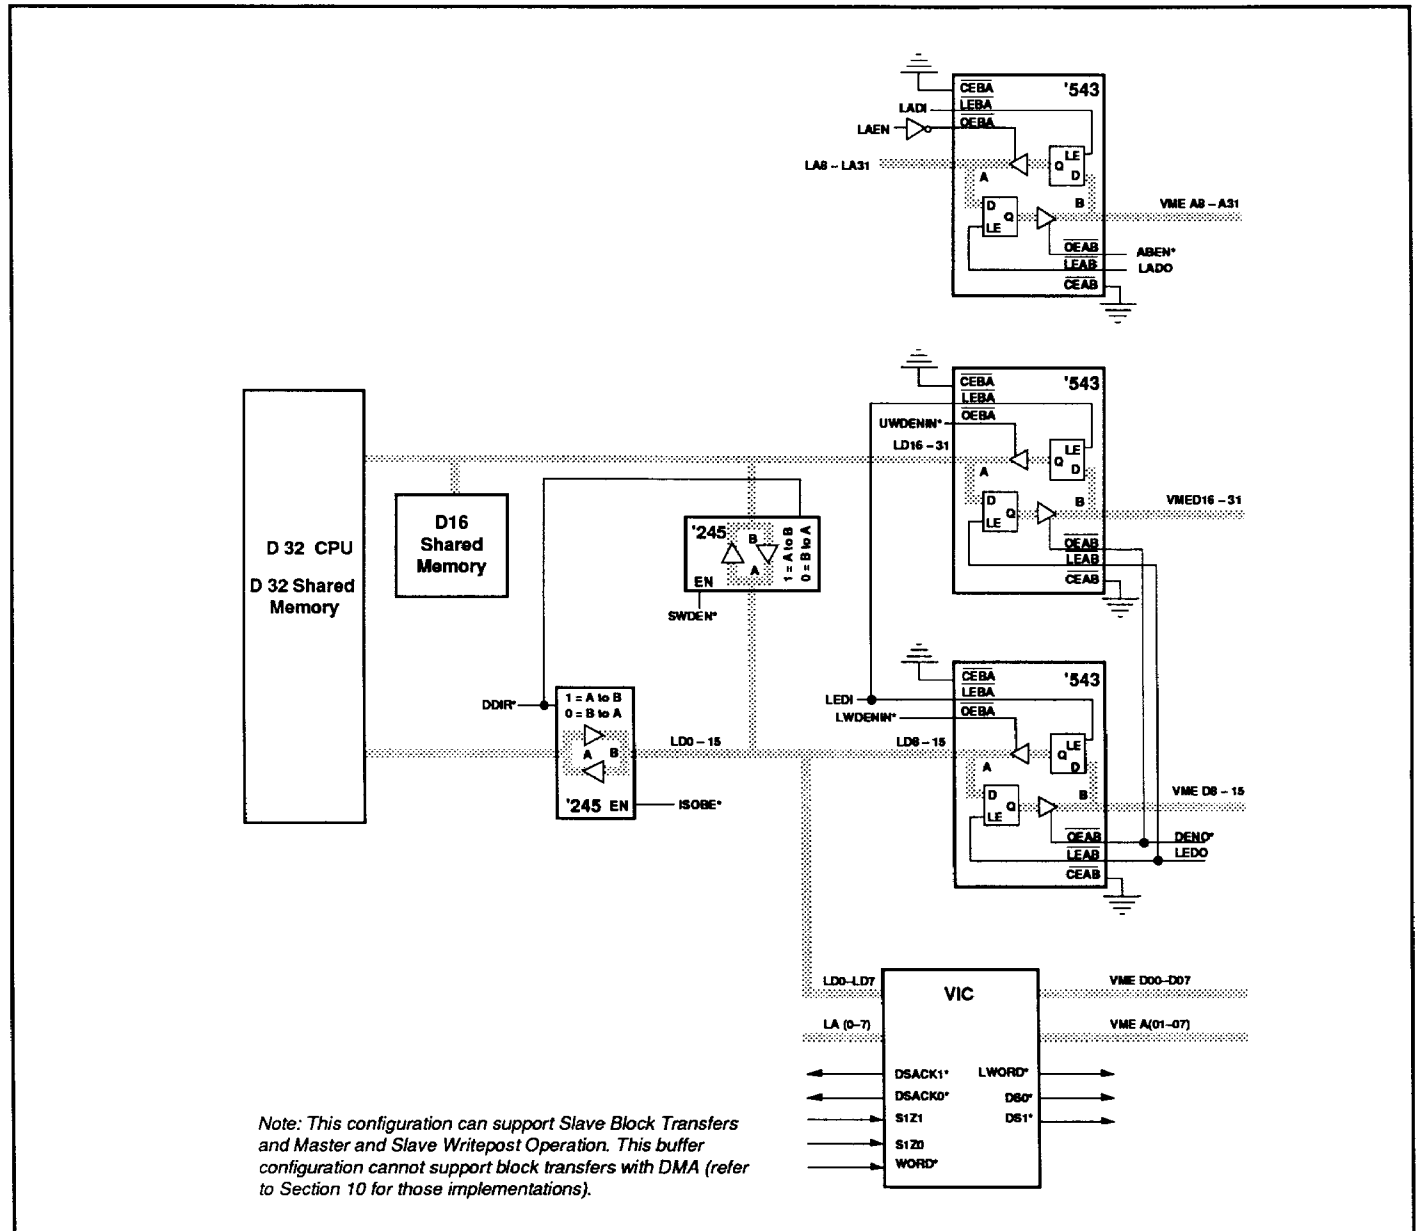 CEBA
'543
LADI
LEBA
LAEN
OEBA
LE
Q
D
LA8 – LA31
A
D
Q
LE
B
VME A8 – A31
OEAB
ABEN*
LEAB
LADO
CEAB
CEBA
'543
LEBA
UWDENIN*
OEBA
LD16 – 31
LE
Q
D
A
D
Q
LE
B
VMED16 – 31
OEAB
LEAB
CEAB
D 32 CPU
D 32 Shared
Memory
D16
Shared
Memory
'245
B
A
EN
1 = A to B
0 = B to A
SWDEN*
DDIR*
1 = A to B
0 = B to A
A
B
'245 EN
ISOBE*
LD0 – 15
CEBA
'543
LEDI
LEBA
LWDENIN*
OEBA
LD8 – 15
LE
Q
D
A
D
Q
LE
B
VME D8 – 15
OEAB
DENO*
LEAB
LEDO
CEAB
LD0–LD7
VIC
VME D00–D07
LA (0–7)
VME A(01–07)
DSACK1*
LWORD*
DSACK0*
DS0*
S1Z1
DS1*
S1Z0
WORD*
Note: This configuration can support Slave Block Transfers
and Master and Slave Writepost Operation. This buffer
configuration cannot support block transfers with DMA (refer
to Section 10 for those implementations).